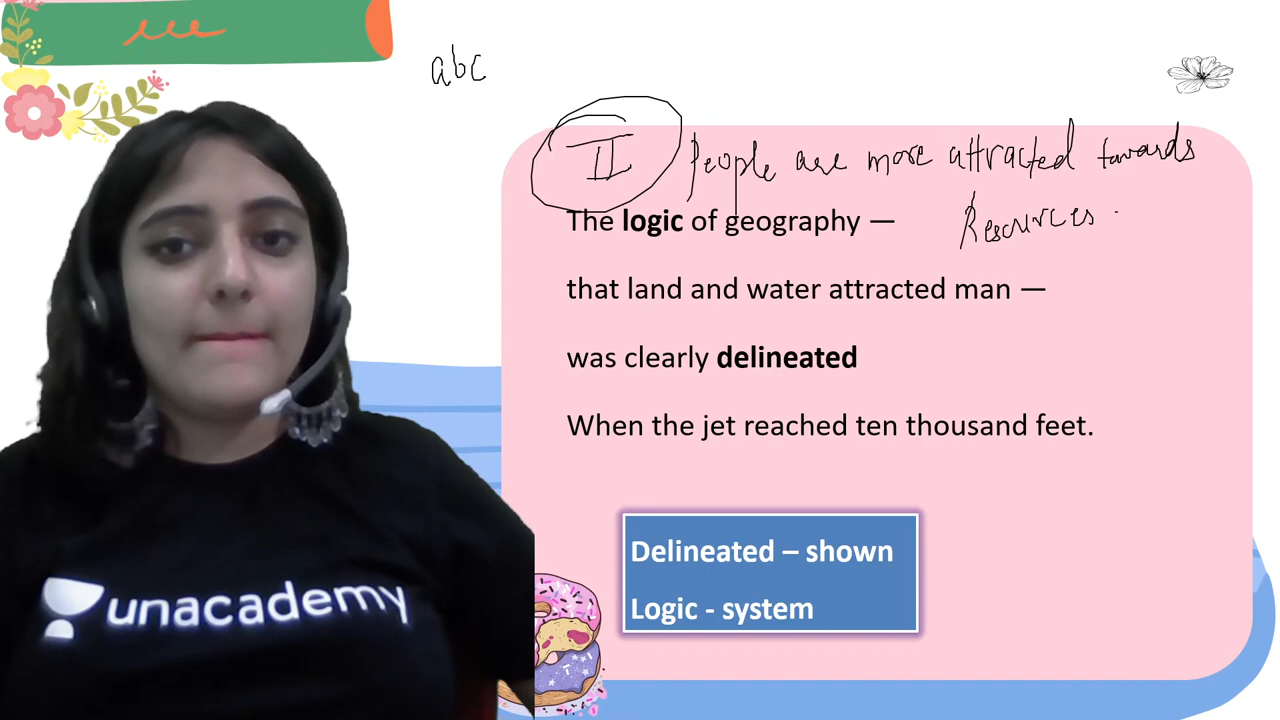 abc
II People are more attracted towards
Resources.
The logic of geography —
that land and water attracted man —
was clearly delineated
When the jet reached ten thousand feet.
Delineated – shown
Logic - system
unacademy